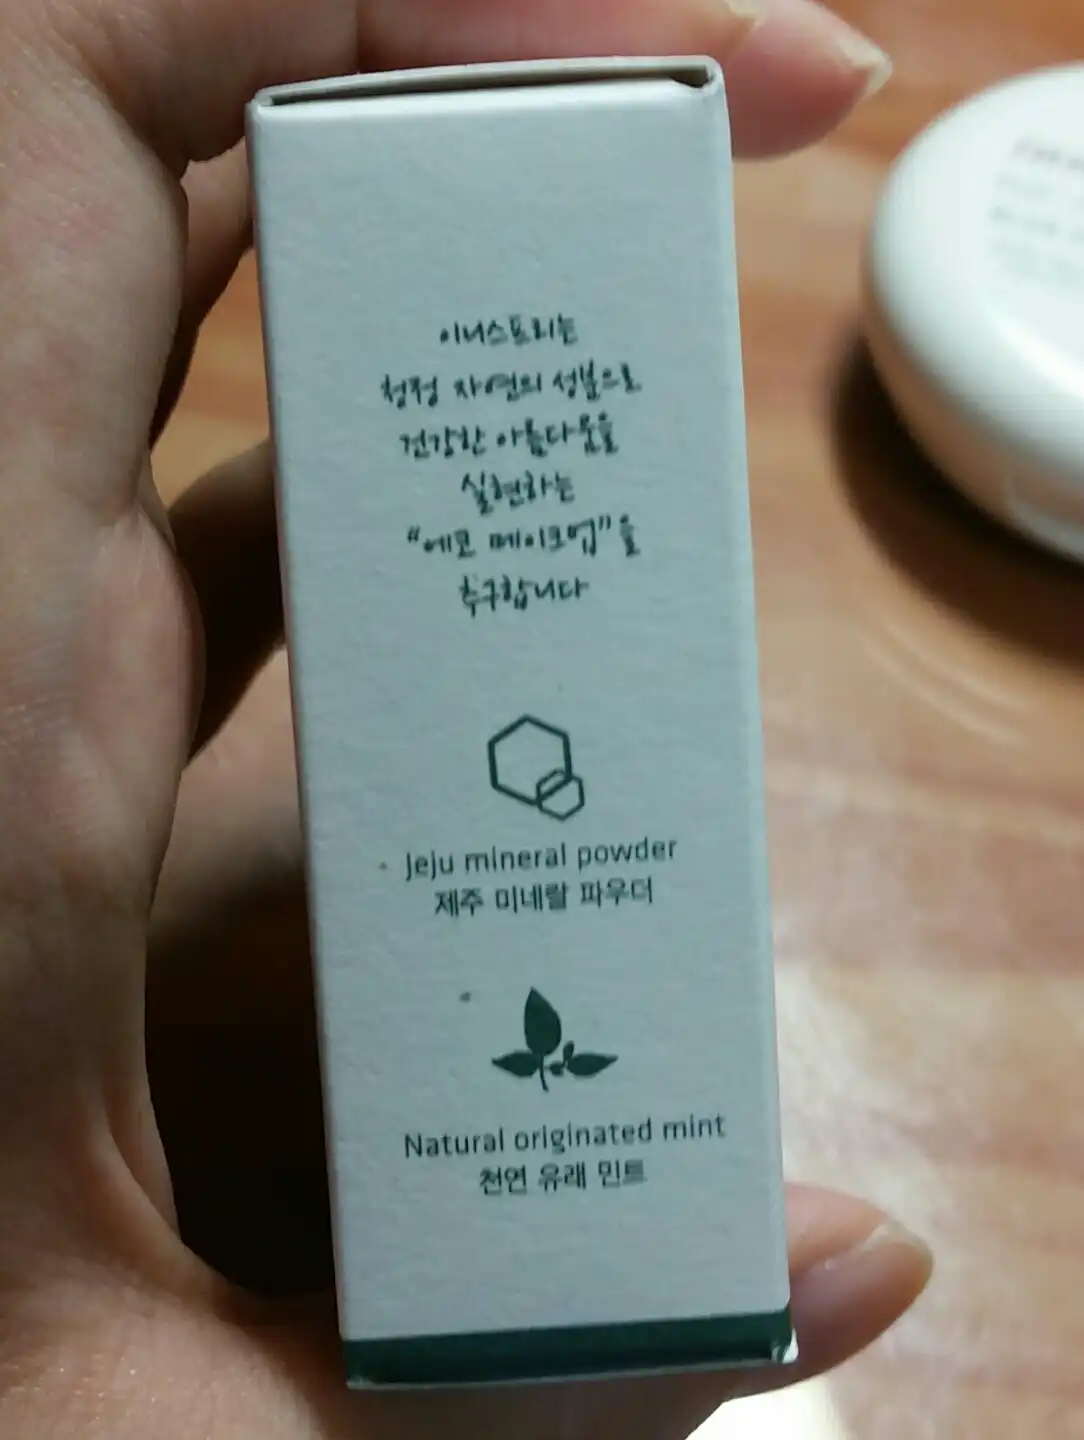 이니스프리는
청정 자연의 성분으로
건강한 아름다움을
실현하는
"에코 메이크업"을
추구합니다
Jeju mineral powder
제주 미네랄 파우더
Natural originated mint
천연 유래 민트